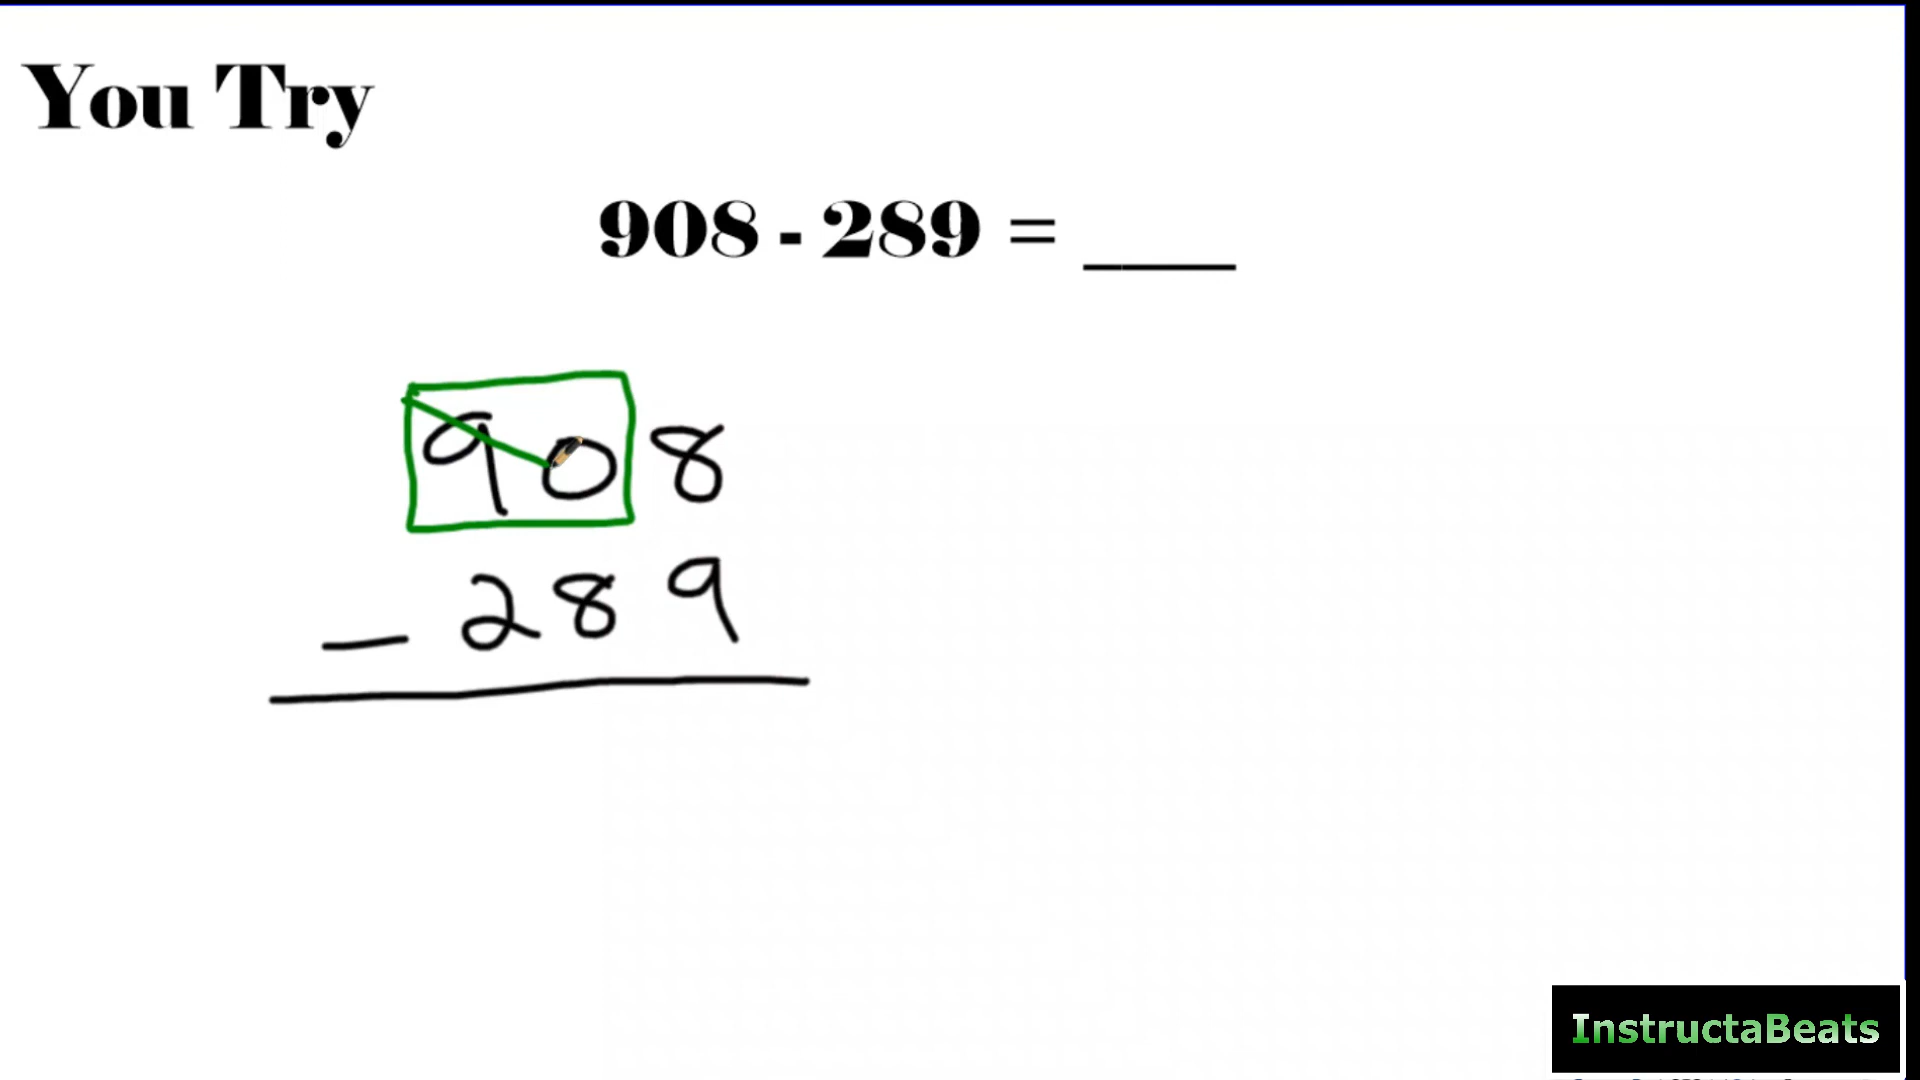 You Try
908 - 289 = ____
908
- 289
InstructaBeats